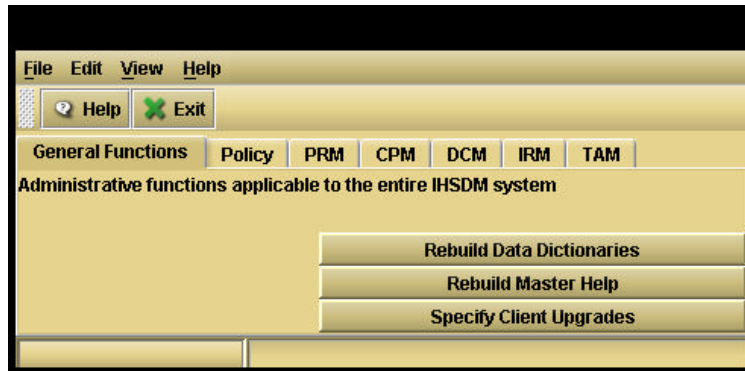 File Edit View Help
Help Exit
General Functions Policy PRM CPM DCM IRM TAM
Administrative functions applicable to the entire IHSDM system
Rebuild Data Dictionaries
Rebuild Master Help
Specify Client Upgrades